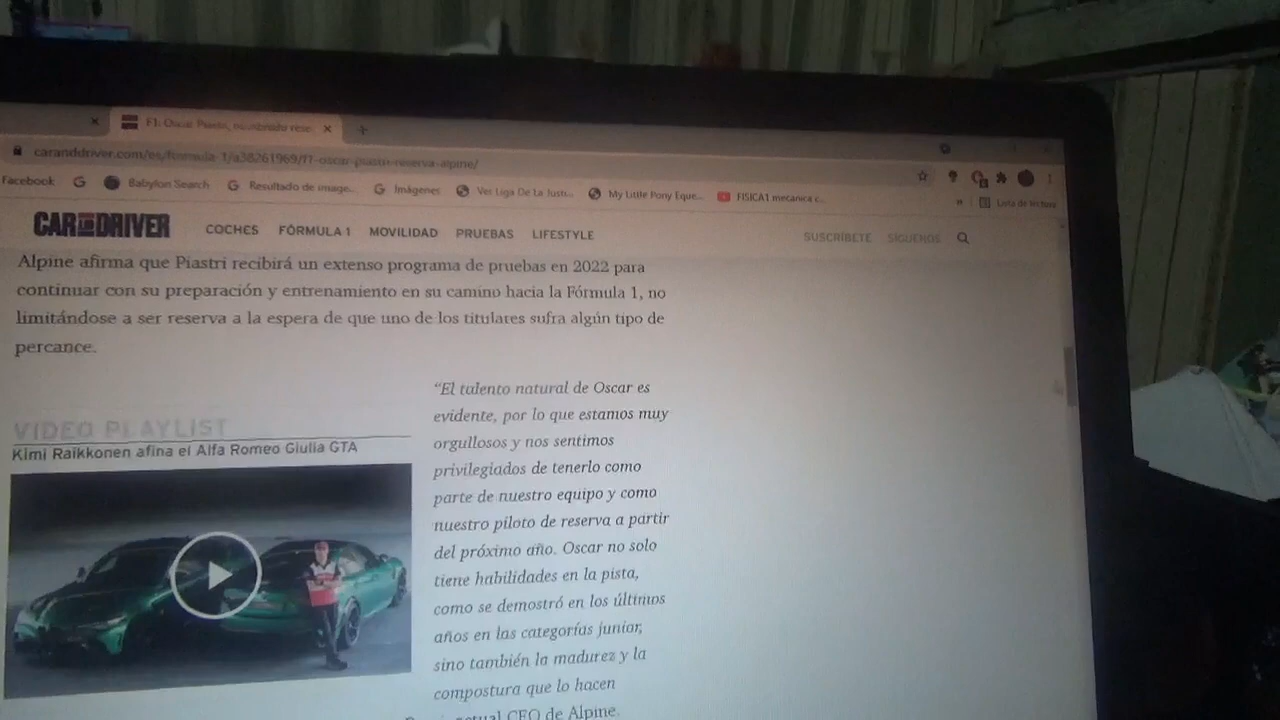 F1: Oscar Piastri, nombrado rese
caranddriver.com/es/formula-1/a38261969/f1-oscar-piastri-reserva-alpine/
Facebook Babylon Search Resultado de image... Imágenes Ver Liga De La Justi... My Little Pony Eque... FISICA1 mecanica c... Lista de lectura
CAR AND DRIVER COCHES FÓRMULA 1 MOVILIDAD PRUEBAS LIFESTYLE SUSCRÍBETE SÍGUENOS
Alpine afirma que Piastri recibirá un extenso programa de pruebas en 2022 para
continuar con su preparación y entrenamiento en su camino hacia la Fórmula 1, no
limitándose a ser reserva a la espera de que uno de los titulares sufra algún tipo de
percance.
VIDEO PLAYLIST
Kimi Raikkonen afina el Alfa Romeo Giulia GTA
“El talento natural de Oscar es
evidente, por lo que estamos muy
orgullosos y nos sentimos
privilegiados de tenerlo como
parte de nuestro equipo y como
nuestro piloto de reserva a partir
del próximo año. Oscar no solo
tiene habilidades en la pista,
como se demostró en los últimos
años en las categorías junior,
sino también la madurez y la
compostura que lo hacen
actual CEO de Alpine.